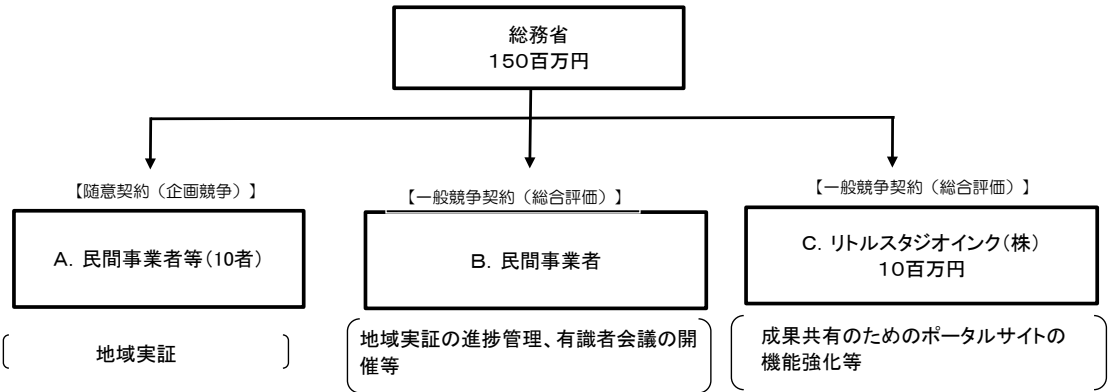 総務省
150百万円
【随意契約(企画競争)】
【一般競争契約(総合評価)】
【一般競争契約(総合評価)】
A. 民間事業者等(10者)
B. 民間事業者
C. リトルスタジオインク(株)
10百万円
地域実証
地域実証の進捗管理、有識者会議の開
催等
成果共有のためのポータルサイトの
機能強化等